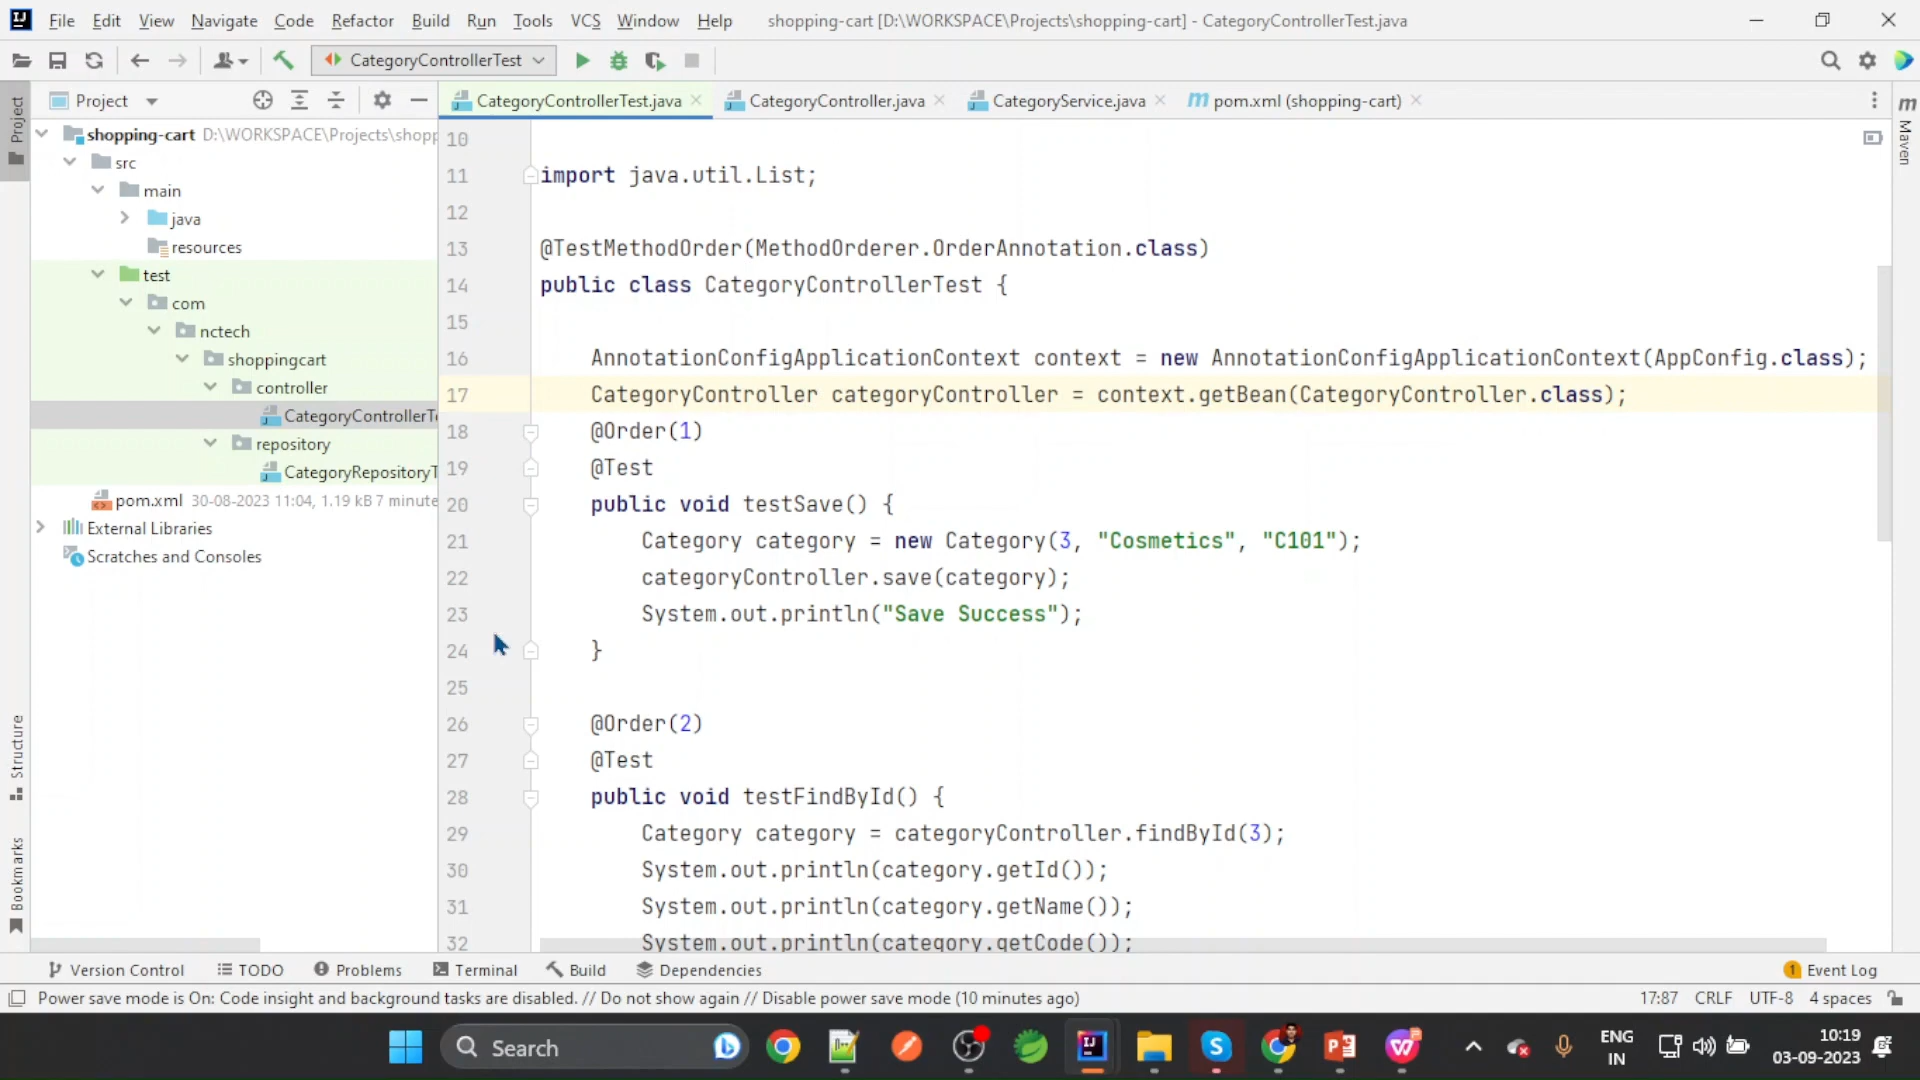 File Edit View Navigate Code Refactor Build Run Tools VCS Window Help shopping-cart [D:\WORKSPACE\Projects\shopping-cart] - CategoryControllerTest.java
CategoryControllerTest
Project
CategoryControllerTest.java CategoryController.java CategoryService.java pom.xml (shopping-cart)
Project
Structure
Bookmarks
Maven
shopping-cart D:\WORKSPACE\Projects\shopp
src
main
java
resources
test
com
nctech
shoppingcart
controller
CategoryControllerTe
repository
CategoryRepositoryT
pom.xml 30-08-2023 11:04, 1.19 kB 7 minute
External Libraries
Scratches and Consoles
10
11 import java.util.List;
12
13 @TestMethodOrder(MethodOrderer.OrderAnnotation.class)
14 public class CategoryControllerTest {
15
16 AnnotationConfigApplicationContext context = new AnnotationConfigApplicationContext(AppConfig.class);
17 CategoryController categoryController = context.getBean(CategoryController.class);
18 @Order(1)
19 @Test
20 public void testSave() {
21 Category category = new Category(3, "Cosmetics", "C101");
22 categoryController.save(category);
23 System.out.println("Save Success");
24 }
25
26 @Order(2)
27 @Test
28 public void testFindById() {
29 Category category = categoryController.findById(3);
30 System.out.println(category.getId());
31 System.out.println(category.getName());
32 System.out.println(category.getCode());
Version Control TODO Problems Terminal Build Dependencies 1 Event Log
Power save mode is On: Code insight and background tasks are disabled. // Do not show again // Disable power save mode (10 minutes ago) 17:87 CRLF UTF-8 4 spaces
Search
ENG
IN
10:19
03-09-2023